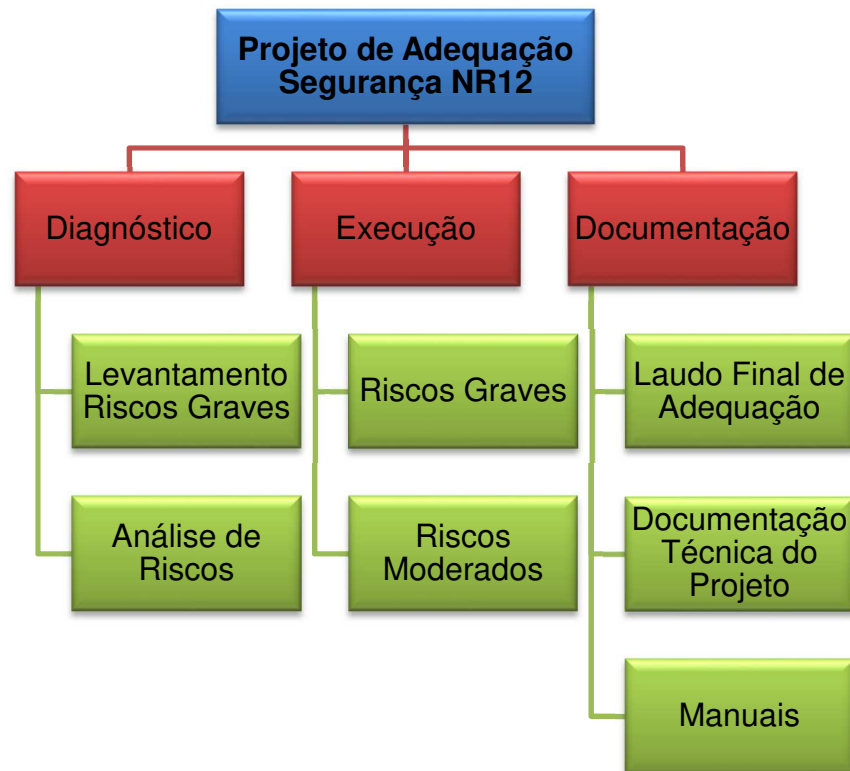 Projeto de Adequação
Segurança NR12
Diagnóstico
Execução
Documentação
Levantamento
Riscos Graves
Riscos Graves
Laudo Final de
Adequação
Análise de
Riscos
Riscos
Moderados
Documentação
Técnica do
Projeto
Manuais